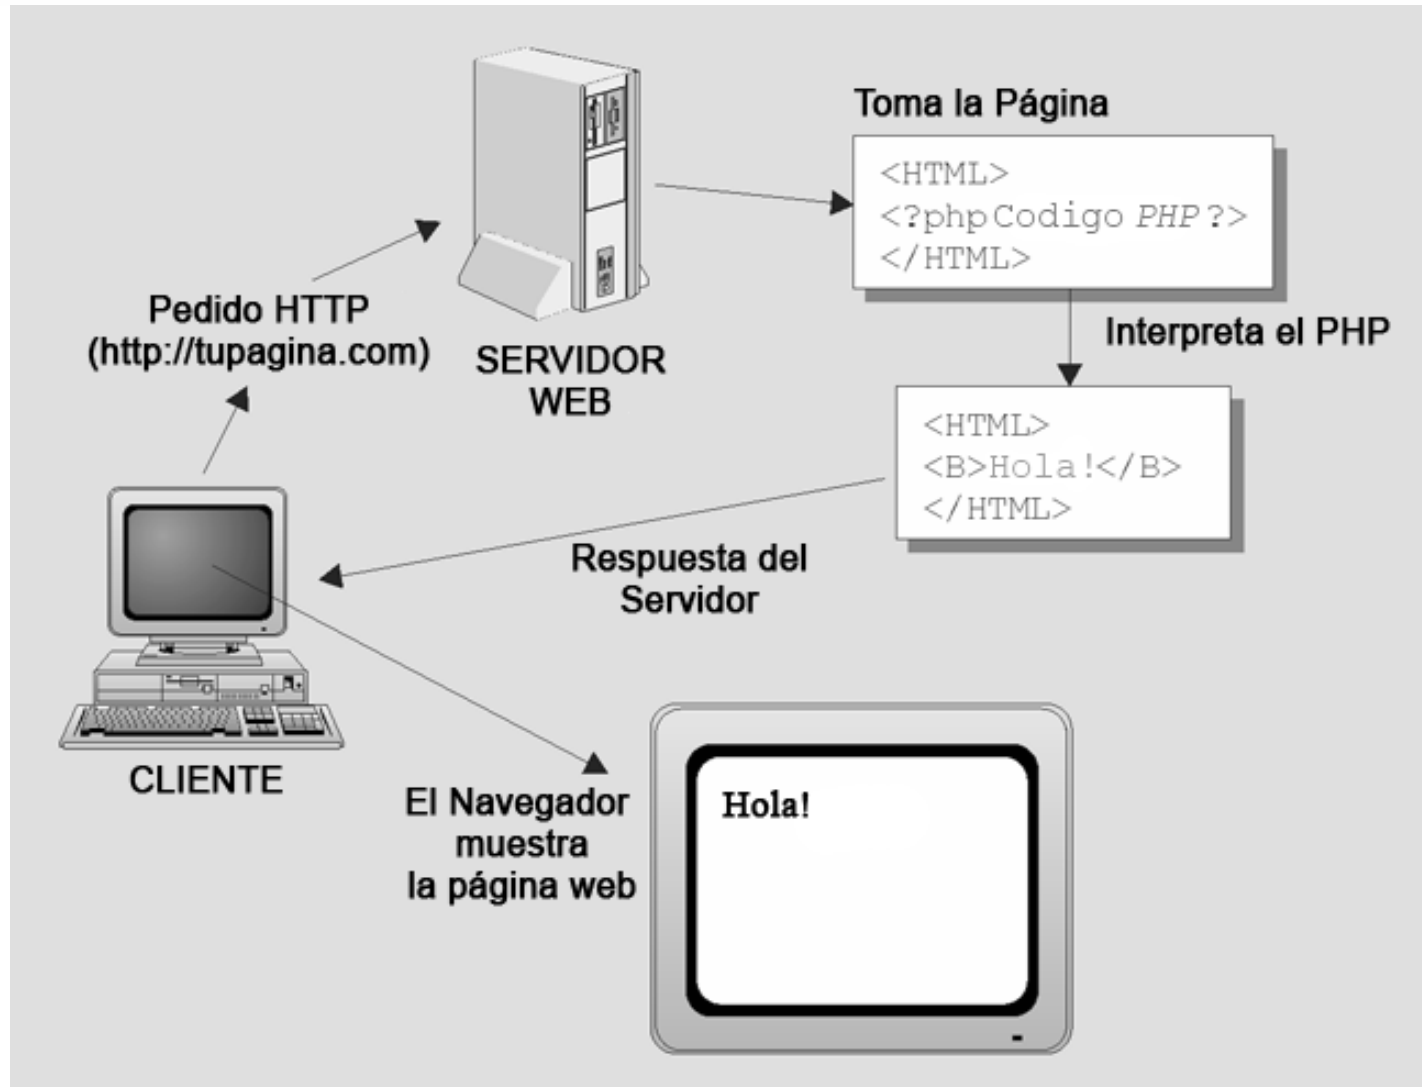 Toma la Página
<HTML>
<?php Codigo PHP ?>
</HTML>
Pedido HTTP
(http://tupagina.com)
SERVIDOR
WEB
Interpreta el PHP
<HTML>
<B>Hola!</B>
</HTML>
Respuesta del
Servidor
CLIENTE
El Navegador
muestra
la página web
Hola!